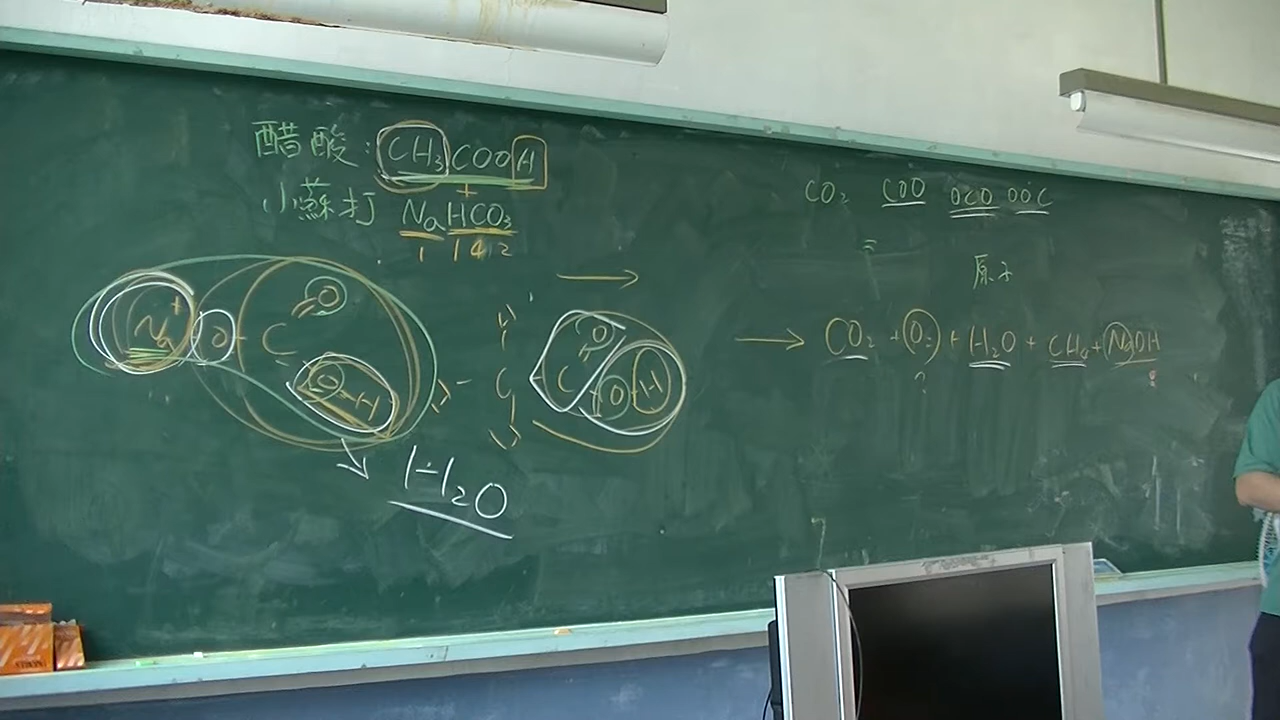 醋酸：CH₃COOH
+
小蘇打 NaHCO₃
1 1 4 2
CO₂ COO OCO OOC
原子
Na⁺ O C O O-H
H C H O O H
→ CO₂ + O₂ + H₂O + CH₄ + NaOH
?
H₂O